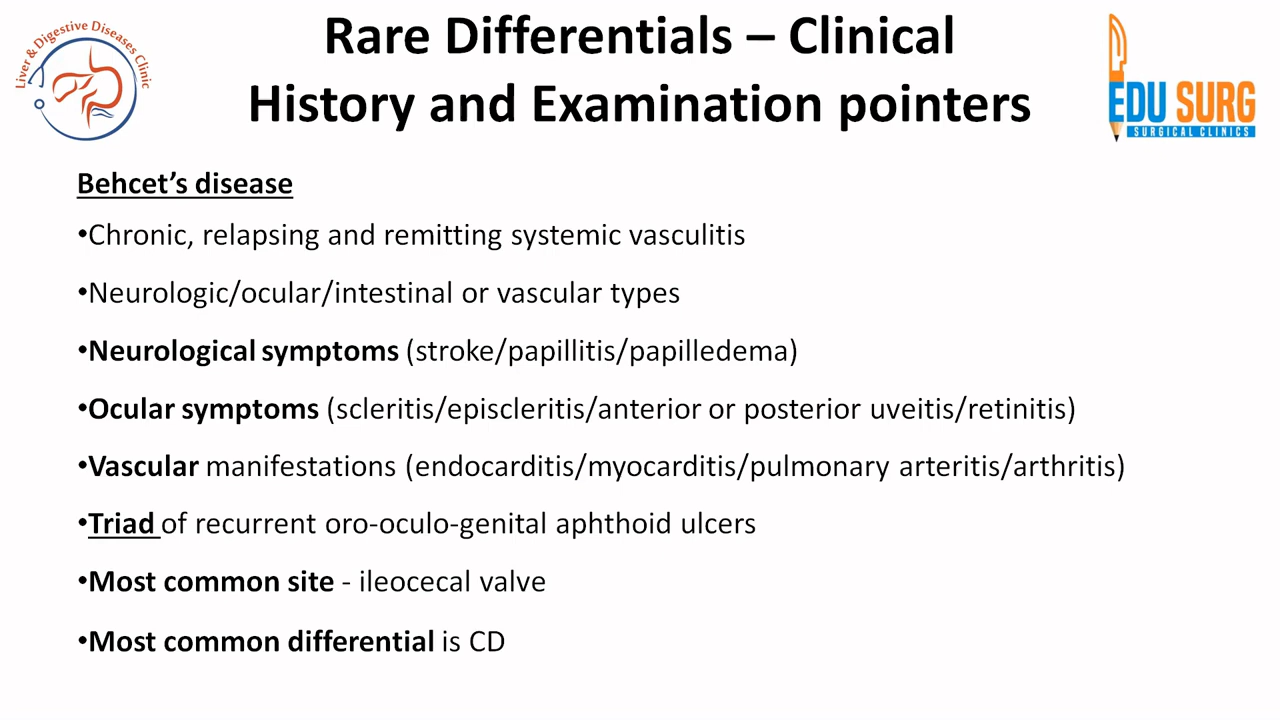 Liver & Digestive Diseases Clinic
Rare Differentials – Clinical
History and Examination pointers
EDU SURG
SURGICAL CLINICS
Behcet’s disease
•Chronic, relapsing and remitting systemic vasculitis
•Neurologic/ocular/intestinal or vascular types
•Neurological symptoms (stroke/papillitis/papilledema)
•Ocular symptoms (scleritis/episcleritis/anterior or posterior uveitis/retinitis)
•Vascular manifestations (endocarditis/myocarditis/pulmonary arteritis/arthritis)
•Triad of recurrent oro-oculo-genital aphthoid ulcers
•Most common site - ileocecal valve
•Most common differential is CD